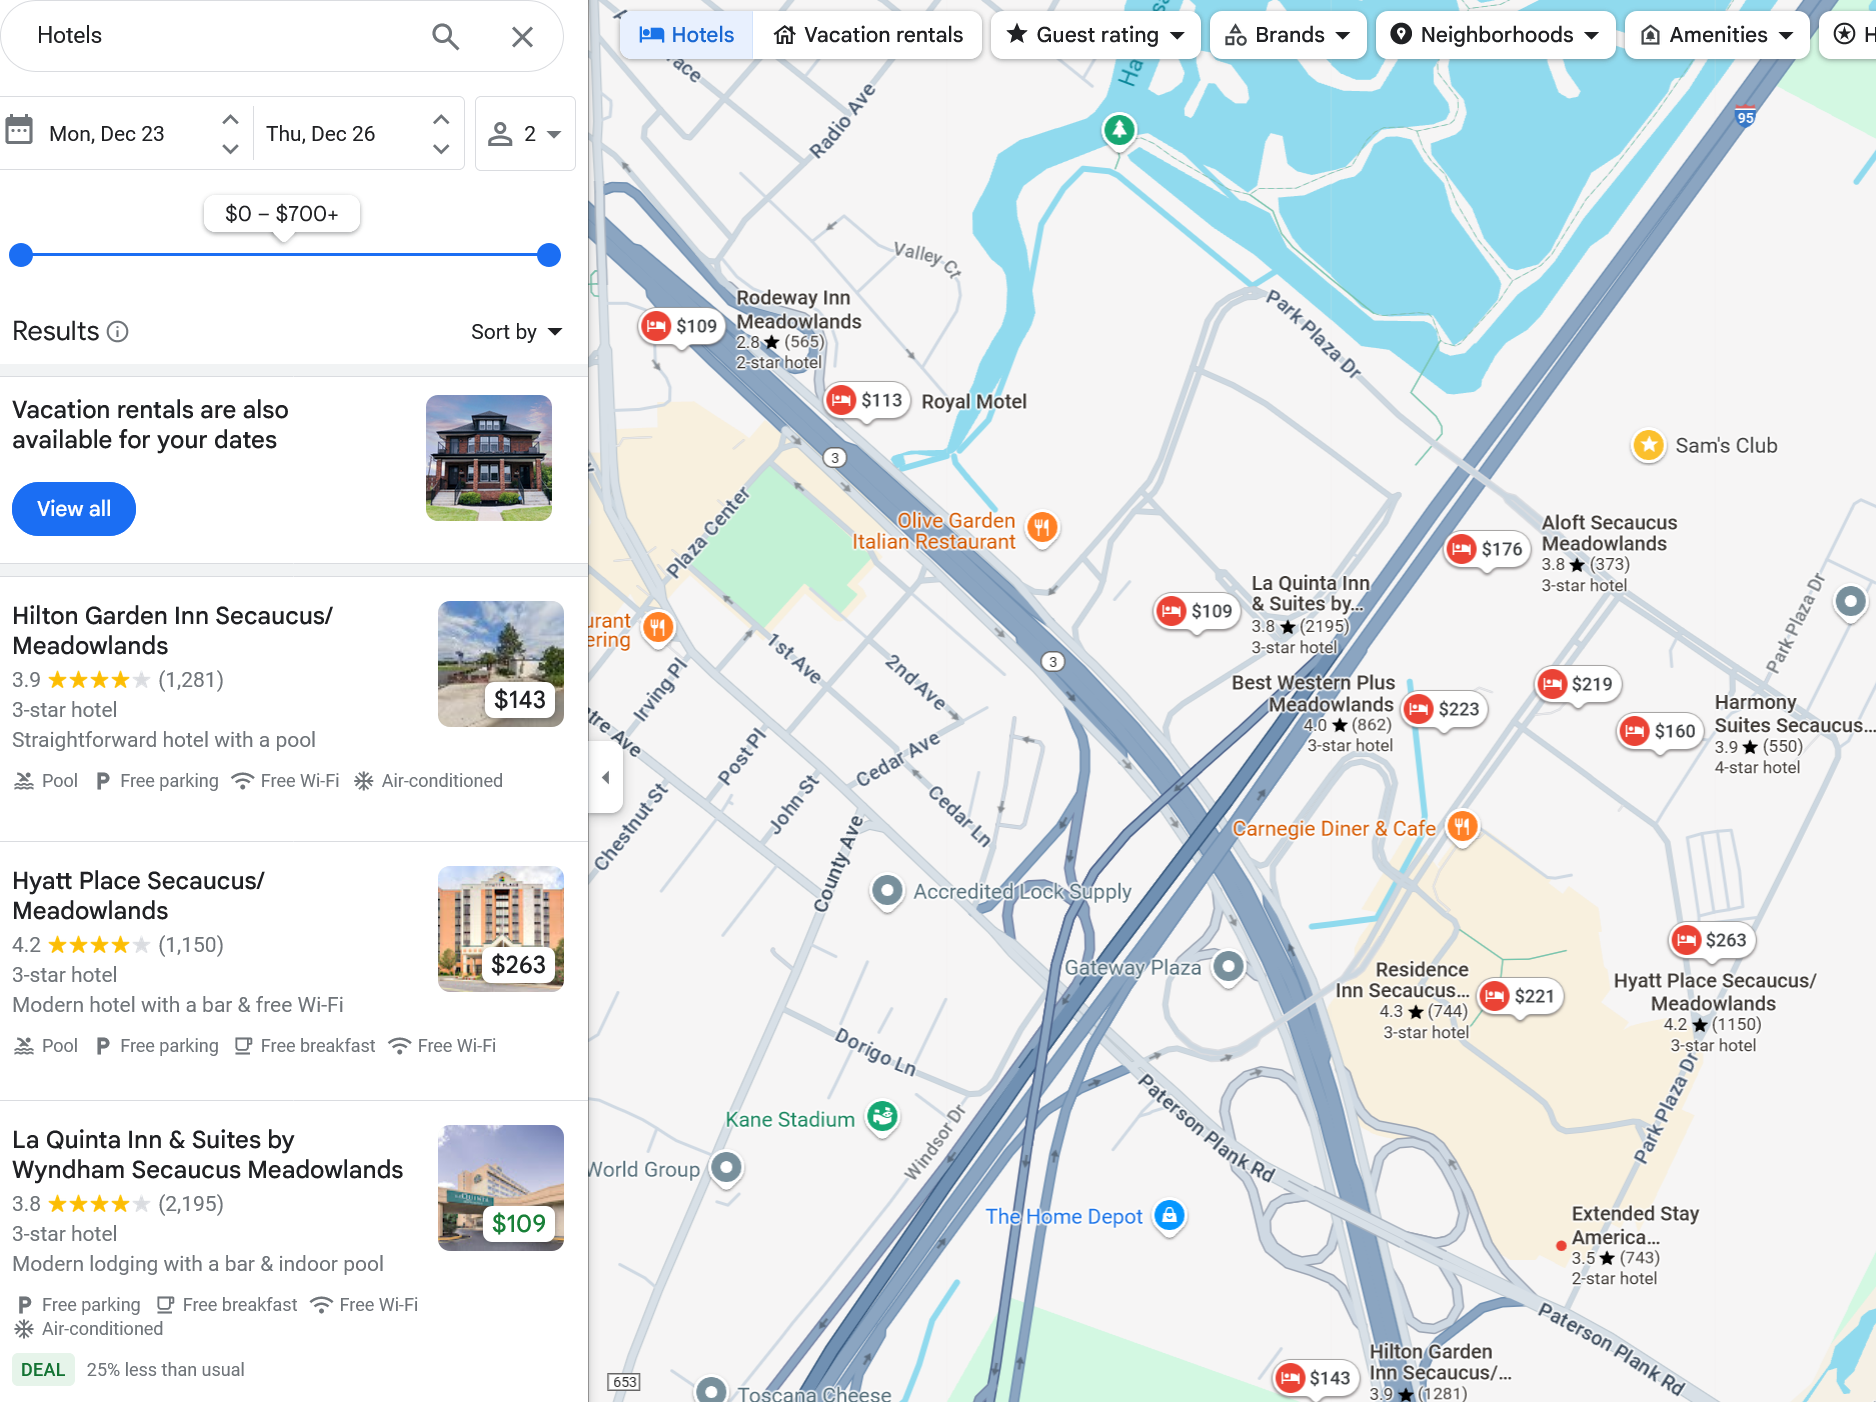 Hotels
Mon, Dec 23
Thu, Dec 26
2
$0 – $700+
Results
Sort by
Vacation rentals are also
available for your dates
View all
Hilton Garden Inn Secaucus/
Meadowlands
3.9 (1,281)
3-star hotel
Straightforward hotel with a pool
Pool Free parking Free Wi-Fi Air-conditioned
$143
Hyatt Place Secaucus/
Meadowlands
4.2 (1,150)
3-star hotel
Modern hotel with a bar & free Wi-Fi
Pool Free parking Free breakfast Free Wi-Fi
$263
La Quinta Inn & Suites by
Wyndham Secaucus Meadowlands
3.8 (2,195)
3-star hotel
Modern lodging with a bar & indoor pool
Free parking Free breakfast Free Wi-Fi
Air-conditioned
DEAL 25% less than usual
$109
Hotels
Vacation rentals
Guest rating
Brands
Neighborhoods
Amenities
H
Radio Ave
Ha
95
Valley Ct
Park Plaza Dr
$109
Rodeway Inn
Meadowlands
2.8 ★ (565)
2-star hotel
$113
Royal Motel
3
Sam's Club
Plaza Center
Olive Garden
Italian Restaurant
$176
Aloft Secaucus
Meadowlands
3.8 ★ (373)
3-star hotel
$109
La Quinta Inn
& Suites by...
3.8 ★ (2195)
3-star hotel
Park Plaza Dr
urant
ering
1st Ave
2nd Ave
3
Irving Pl
tre Ave
Best Western Plus
Meadowlands
4.0 ★ (862)
3-star hotel
$223
$219
$160
Harmony
Suites Secaucus...
3.9 ★ (550)
4-star hotel
Post Pl
Cedar Ave
John St
Chestnut St
Cedar Ln
County Ave
Carnegie Diner & Cafe
Accredited Lock Supply
Gateway Plaza
Residence
Inn Secaucus...
4.3 ★ (744)
3-star hotel
$221
$263
Hyatt Place Secaucus/
Meadowlands
4.2 ★ (1150)
3-star hotel
Dorigo Ln
Park Plaza Dr
Kane Stadium
Windsor Dr
Paterson Plank Rd
World Group
The Home Depot
Extended Stay
America...
3.5 ★ (743)
2-star hotel
Paterson Plank Rd
$143
Hilton Garden
Inn Secaucus/...
3.9 ★ (1281)
653
Toscana Cheese